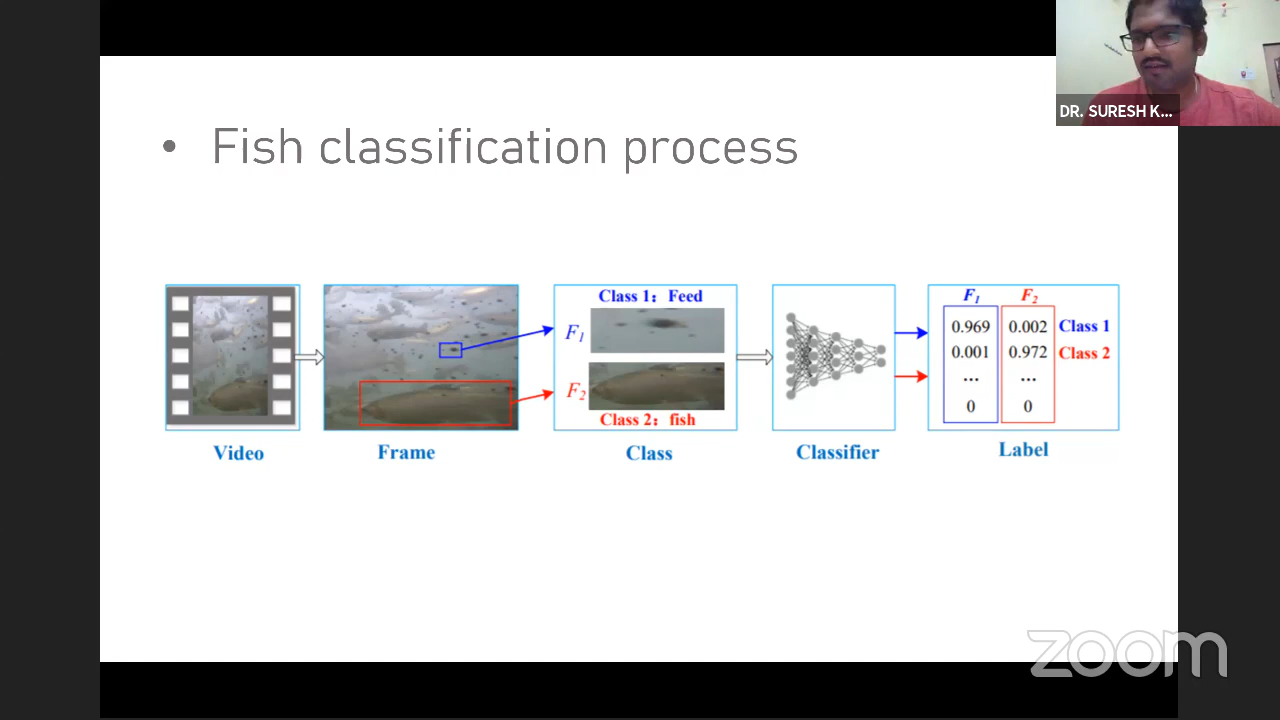 DR. SURESH K...
• Fish classification process
Class 1: Feed
F1
F2
Class 2: fish
F1 F2
0.969 0.002 Class 1
0.001 0.972 Class 2
... ...
0 0
Video
Frame
Class
Classifier
Label
zoom